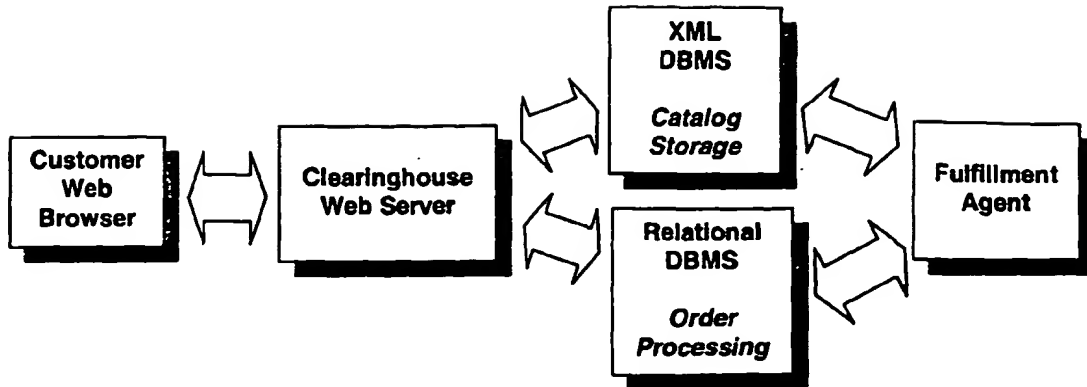 Customer
Web
Browser
Clearinghouse
Web Server
XML
DBMS
Catalog
Storage
Relational
DBMS
Order
Processing
Fulfillment
Agent